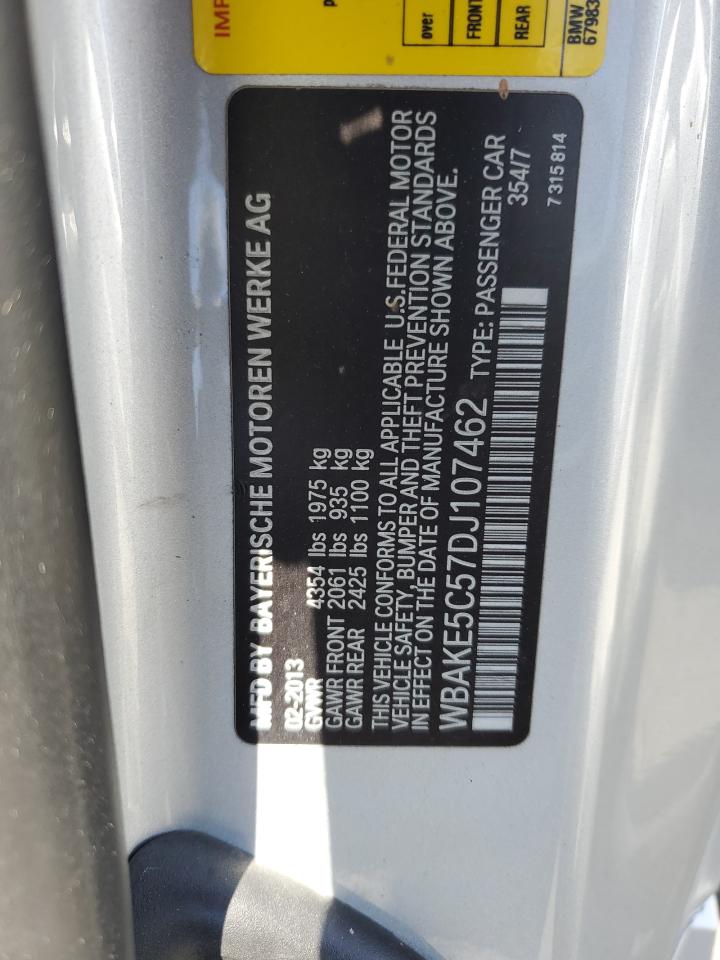 IMP
over
FRONT
REAR
BMW
67983
MFD BY BAYERISCHE MOTOREN WERKE AG
02-2013
GVWR 4354 lbs 1975 kg
GAWR FRONT 2061 lbs 935 kg
GAWR REAR 2425 lbs 1100 kg
THIS VEHICLE CONFORMS TO ALL APPLICABLE U.S.FEDERAL MOTOR
VEHICLE SAFETY, BUMPER AND THEFT PREVENTION STANDARDS
IN EFFECT ON THE DATE OF MANUFACTURE SHOWN ABOVE.
WBAKE5C57DJ107462 TYPE: PASSENGER CAR
354/7
7315814